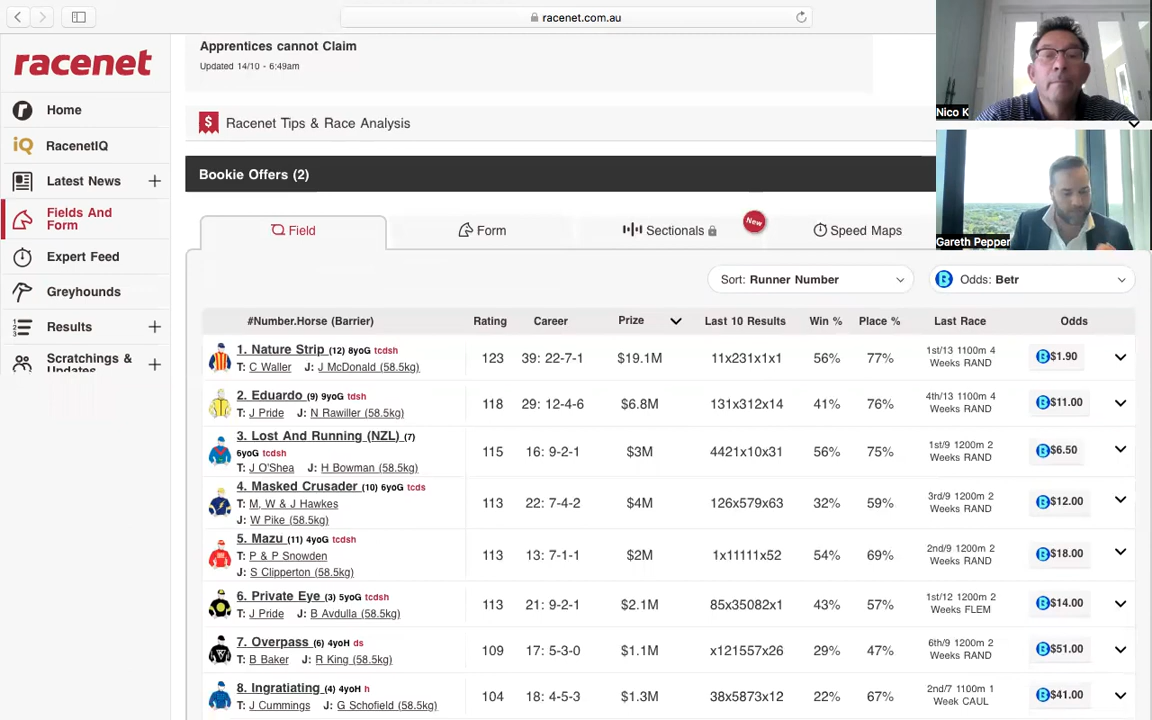 racenet.com.au
Apprentices cannot Claim
Updated 14/10 - 6:49am
racenet
Home
RacenetIQ
Latest News
Fields And
Form
Expert Feed
Greyhounds
Results
Scratchings &
Updates
Nico K
Gareth Pepper
$ Racenet Tips & Race Analysis
Bookie Offers (2)
Field Form Sectionals New Speed Maps
Sort: Runner Number B Odds: Betr
#Number.Horse (Barrier) Rating Career Prize Last 10 Results Win % Place % Last Race Odds
1. Nature Strip (12) 8yoG tcdsh
T: C Waller J: J McDonald (58.5kg)
123 39: 22-7-1 $19.1M 11x231x1x1 56% 77% 1st/13 1100m 4
Weeks RAND
B $1.90
2. Eduardo (9) 9yoG tdsh
T: J Pride J: N Rawiller (58.5kg)
118 29: 12-4-6 $6.8M 131x312x14 41% 76% 4th/13 1100m 4
Weeks RAND
B $11.00
3. Lost And Running (NZL) (7)
6yoG tcdsh
T: J O'Shea J: H Bowman (58.5kg)
115 16: 9-2-1 $3M 4421x10x31 56% 75% 1st/9 1200m 2
Weeks RAND
B $6.50
4. Masked Crusader (10) 6yoG tcds
T: M, W & J Hawkes
J: W Pike (58.5kg)
113 22: 7-4-2 $4M 126x579x63 32% 59% 3rd/9 1200m 2
Weeks RAND
B $12.00
5. Mazu (11) 4yoG tcdsh
T: P & P Snowden
J: S Clipperton (58.5kg)
113 13: 7-1-1 $2M 1x11111x52 54% 69% 2nd/9 1200m 2
Weeks RAND
B $18.00
6. Private Eye (3) 5yoG tcdsh
T: J Pride J: B Avdulla (58.5kg)
113 21: 9-2-1 $2.1M 85x35082x1 43% 57% 1st/12 1200m 2
Weeks FLEM
B $14.00
7. Overpass (6) 4yoH ds
T: B Baker J: R King (58.5kg)
109 17: 5-3-0 $1.1M x121557x26 29% 47% 6th/9 1200m 2
Weeks RAND
B $51.00
8. Ingratiating (4) 4yoH h
T: J Cummings J: G Schofield (58.5kg)
104 18: 4-5-3 $1.3M 38x5873x12 22% 67% 2nd/7 1100m 1
Week CAUL
B $41.00